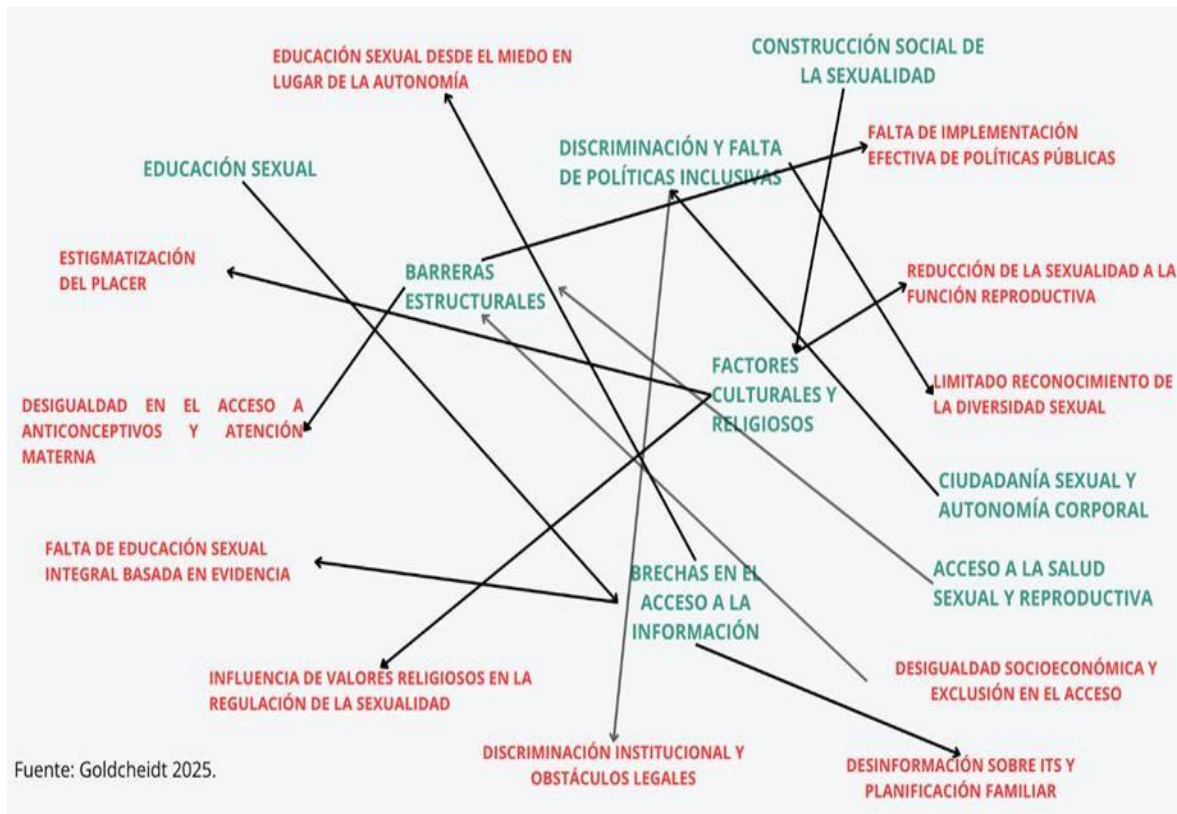 EDUCACIÓN SEXUAL DESDE EL MIEDO EN
LUGAR DE LA AUTONOMÍA
CONSTRUCCIÓN SOCIAL DE
LA SEXUALIDAD
FALTA DE IMPLEMENTACIÓN
EFECTIVA DE POLÍTICAS PÚBLICAS
DISCRIMINACIÓN Y FALTA
DE POLÍTICAS INCLUSIVAS
EDUCACIÓN SEXUAL
ESTIGMATIZACIÓN
DEL PLACER
BARRERAS
ESTRUCTURALES
REDUCCIÓN DE LA SEXUALIDAD A LA
FUNCIÓN REPRODUCTIVA
FACTORES
CULTURALES Y
RELIGIOSOS
LIMITADO RECONOCIMIENTO DE
LA DIVERSIDAD SEXUAL
DESIGUALDAD EN EL ACCESO A
ANTICONCEPTIVOS Y ATENCIÓN
MATERNA
CIUDADANÍA SEXUAL Y
AUTONOMÍA CORPORAL
FALTA DE EDUCACIÓN SEXUAL
INTEGRAL BASADA EN EVIDENCIA
BRECHAS EN EL
ACCESO A LA
INFORMACIÓN
ACCESO A LA SALUD
SEXUAL Y REPRODUCTIVA
INFLUENCIA DE VALORES RELIGIOSOS EN LA
REGULACIÓN DE LA SEXUALIDAD
DESIGUALDAD SOCIOECONÓMICA Y
EXCLUSIÓN EN EL ACCESO
DISCRIMINACIÓN INSTITUCIONAL Y
OBSTÁCULOS LEGALES
DESINFORMACIÓN SOBRE ITS Y
PLANIFICACIÓN FAMILIAR
Fuente: Goldcheidt 2025.